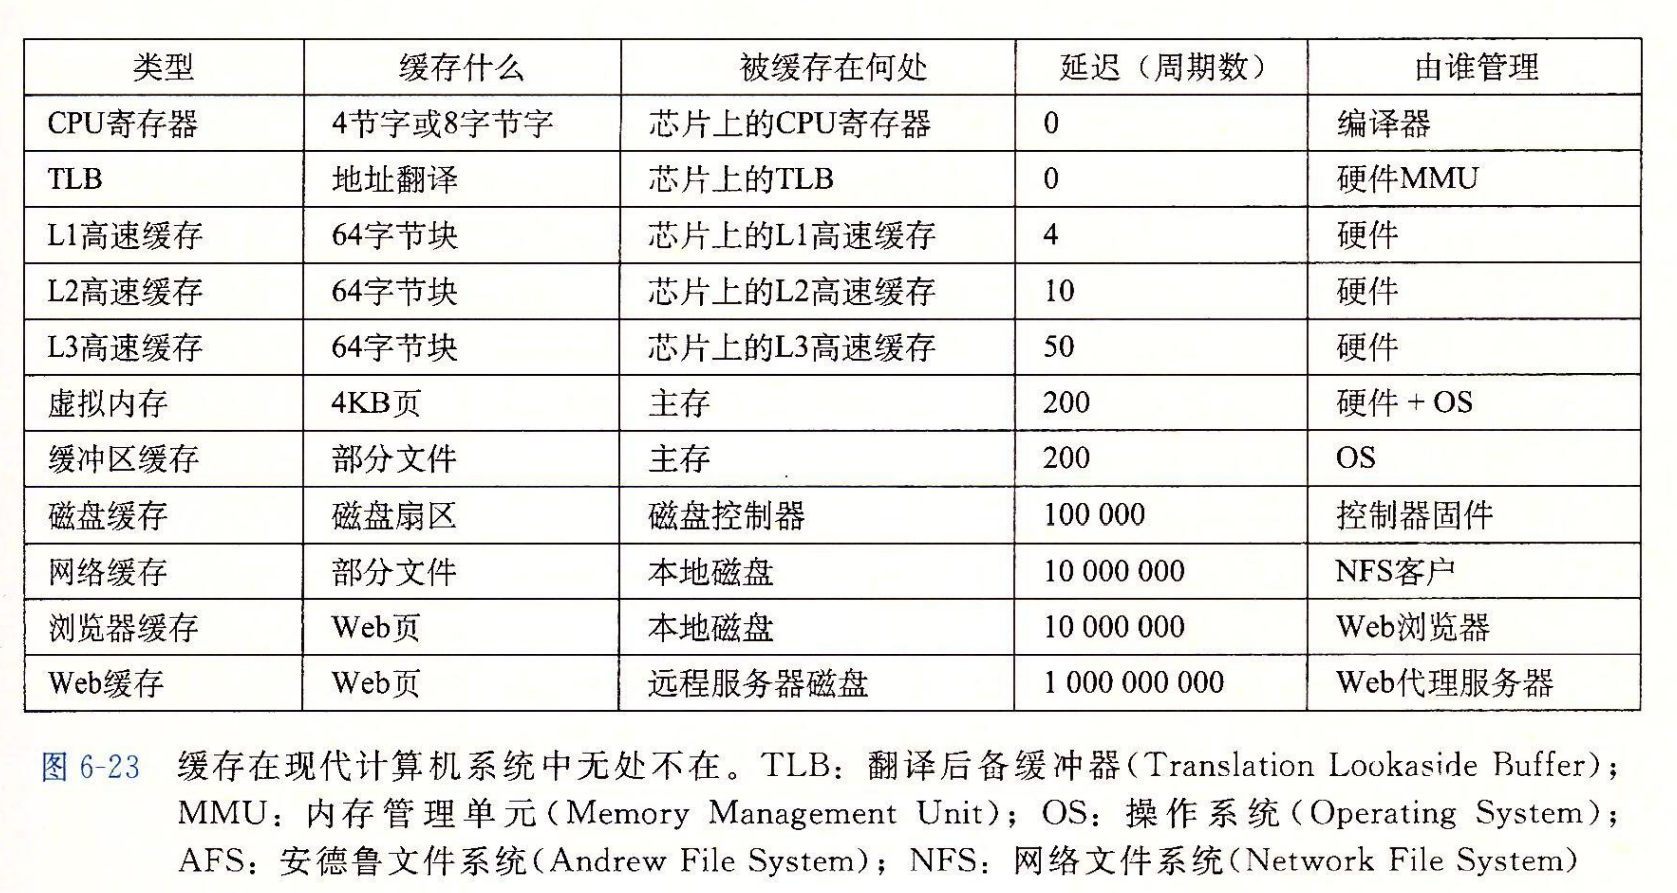 类型 缓存什么 被缓存在何处 延迟（周期数） 由谁管理
CPU寄存器 4节字或8字节字 芯片上的CPU寄存器 0 编译器
TLB 地址翻译 芯片上的TLB 0 硬件MMU
L1高速缓存 64字节块 芯片上的L1高速缓存 4 硬件
L2高速缓存 64字节块 芯片上的L2高速缓存 10 硬件
L3高速缓存 64字节块 芯片上的L3高速缓存 50 硬件
虚拟内存 4KB页 主存 200 硬件 + OS
缓冲区缓存 部分文件 主存 200 OS
磁盘缓存 磁盘扇区 磁盘控制器 100 000 控制器固件
网络缓存 部分文件 本地磁盘 10 000 000 NFS客户
浏览器缓存 Web页 本地磁盘 10 000 000 Web浏览器
Web缓存 Web页 远程服务器磁盘 1 000 000 000 Web代理服务器
图 6-23 缓存在现代计算机系统中无处不在。TLB：翻译后备缓冲器(Translation Lookaside Buffer)；
MMU：内存管理单元(Memory Management Unit)；OS：操作系统(Operating System)；
AFS：安德鲁文件系统(Andrew File System)；NFS：网络文件系统(Network File System)